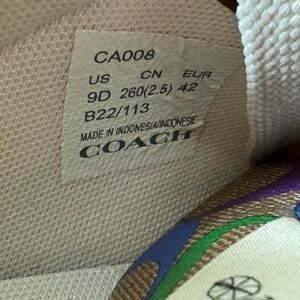 CA008
US CN EUR
9D 260(2.5) 42
B22/113
MADE IN INDONESIA/INDONESIE
COACH